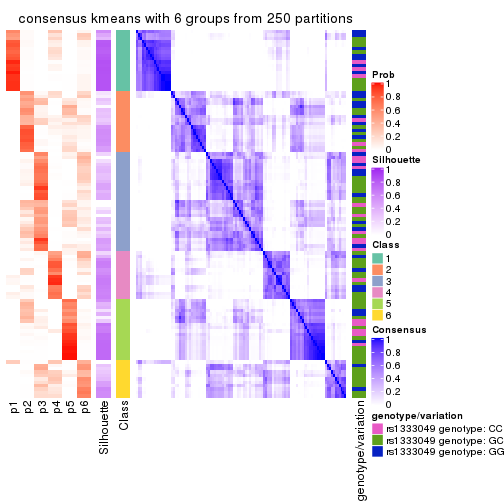 consensus kmeans with 6 groups from 250 partitions
Prob
1
0.8
0.6
0.4
0.2
0
Silhouette
1
0.8
0.6
0.4
0.2
0
Class
1
2
3
4
5
6
Consensus
1
0.8
0.6
0.4
0.2
0
genotype/variation
rs1333049 genotype: CC
rs1333049 genotype: GC
rs1333049 genotype: GG
p1
p2
p3
p4
p5
p6
Silhouette
Class
genotype/variation